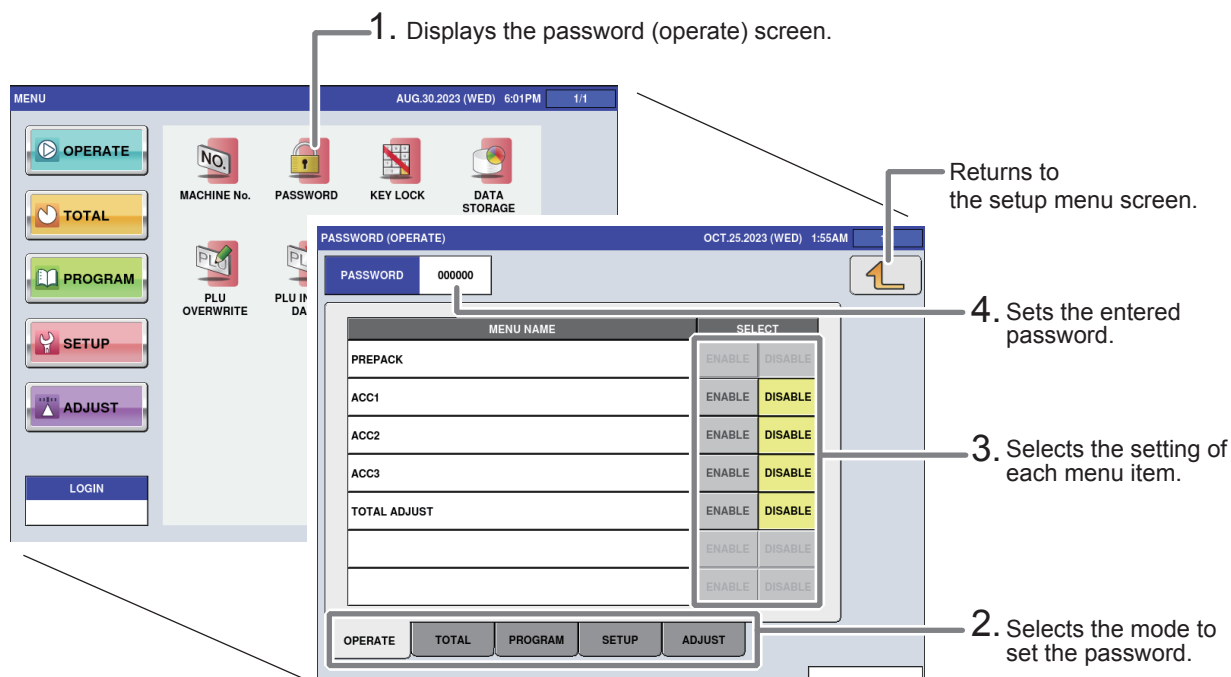 1. Displays the password (operate) screen.
MENU AUG.30.2023 (WED) 6:01PM 1/1
OPERATE
TOTAL
PROGRAM
SETUP
ADJUST
LOGIN
NO.
MACHINE No.
PASSWORD
KEY LOCK
DATA
STORAGE
PLU
PLU
OVERWRITE
PLU IN
DA
Returns to
the setup menu screen.
PASSWORD (OPERATE) OCT.25.2023 (WED) 1:55AM
PASSWORD 000000
4. Sets the entered
password.
MENU NAME SELECT
PREPACK ENABLE DISABLE
ACC1 ENABLE DISABLE
ACC2 ENABLE DISABLE
ACC3 ENABLE DISABLE
TOTAL ADJUST ENABLE DISABLE
ENABLE DISABLE
ENABLE DISABLE
3. Selects the setting of
each menu item.
OPERATE TOTAL PROGRAM SETUP ADJUST
2. Selects the mode to
set the password.